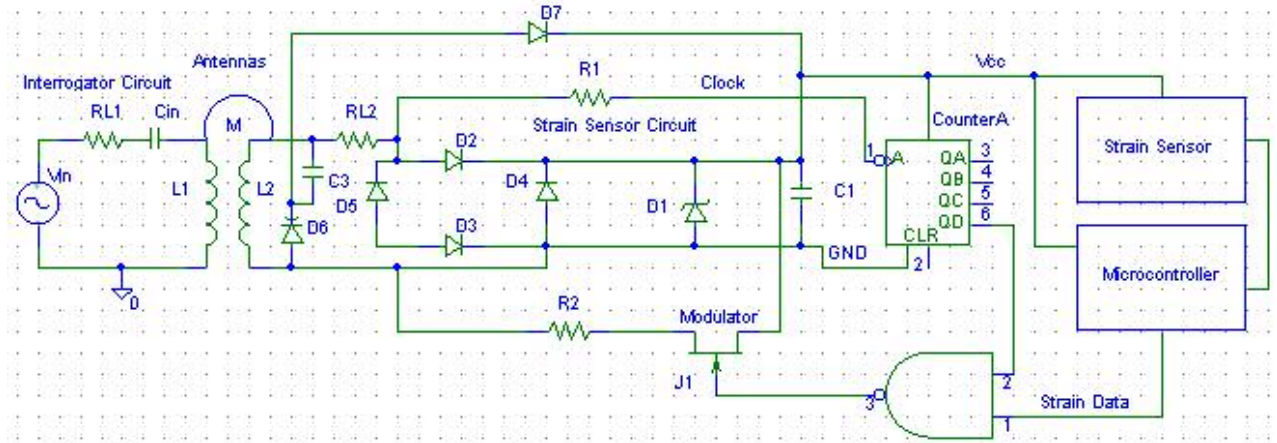 D7
Interrogator Circuit
Antennas
RL1
Cin
M
RL2
R1
Clock
Vcc
Strain Sensor Circuit
CounterA
Vin
L1
L2
C3
D2
D5
D4
D3
D6
D1
C1
1
A
QA
3
QB
4
QC
5
QD
6
CLR
2
GND
Strain Sensor
Microcontroller
0
R2
Modulator
J1
3
2
1
Strain Data